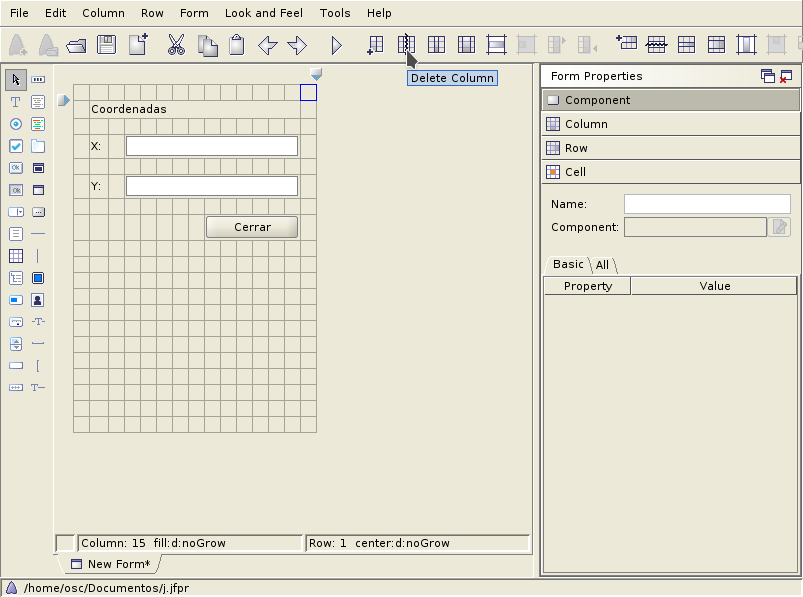 File Edit Column Row Form Look and Feel Tools Help
Delete Column
Form Properties
Component
Column
Row
Cell
Name:
Component:
Basic All
Property Value
Coordenadas
X:
Y:
Cerrar
Column: 15 fill:d:noGrow Row: 1 center:d:noGrow
New Form*
/home/osc/Documentos/j.jfpr